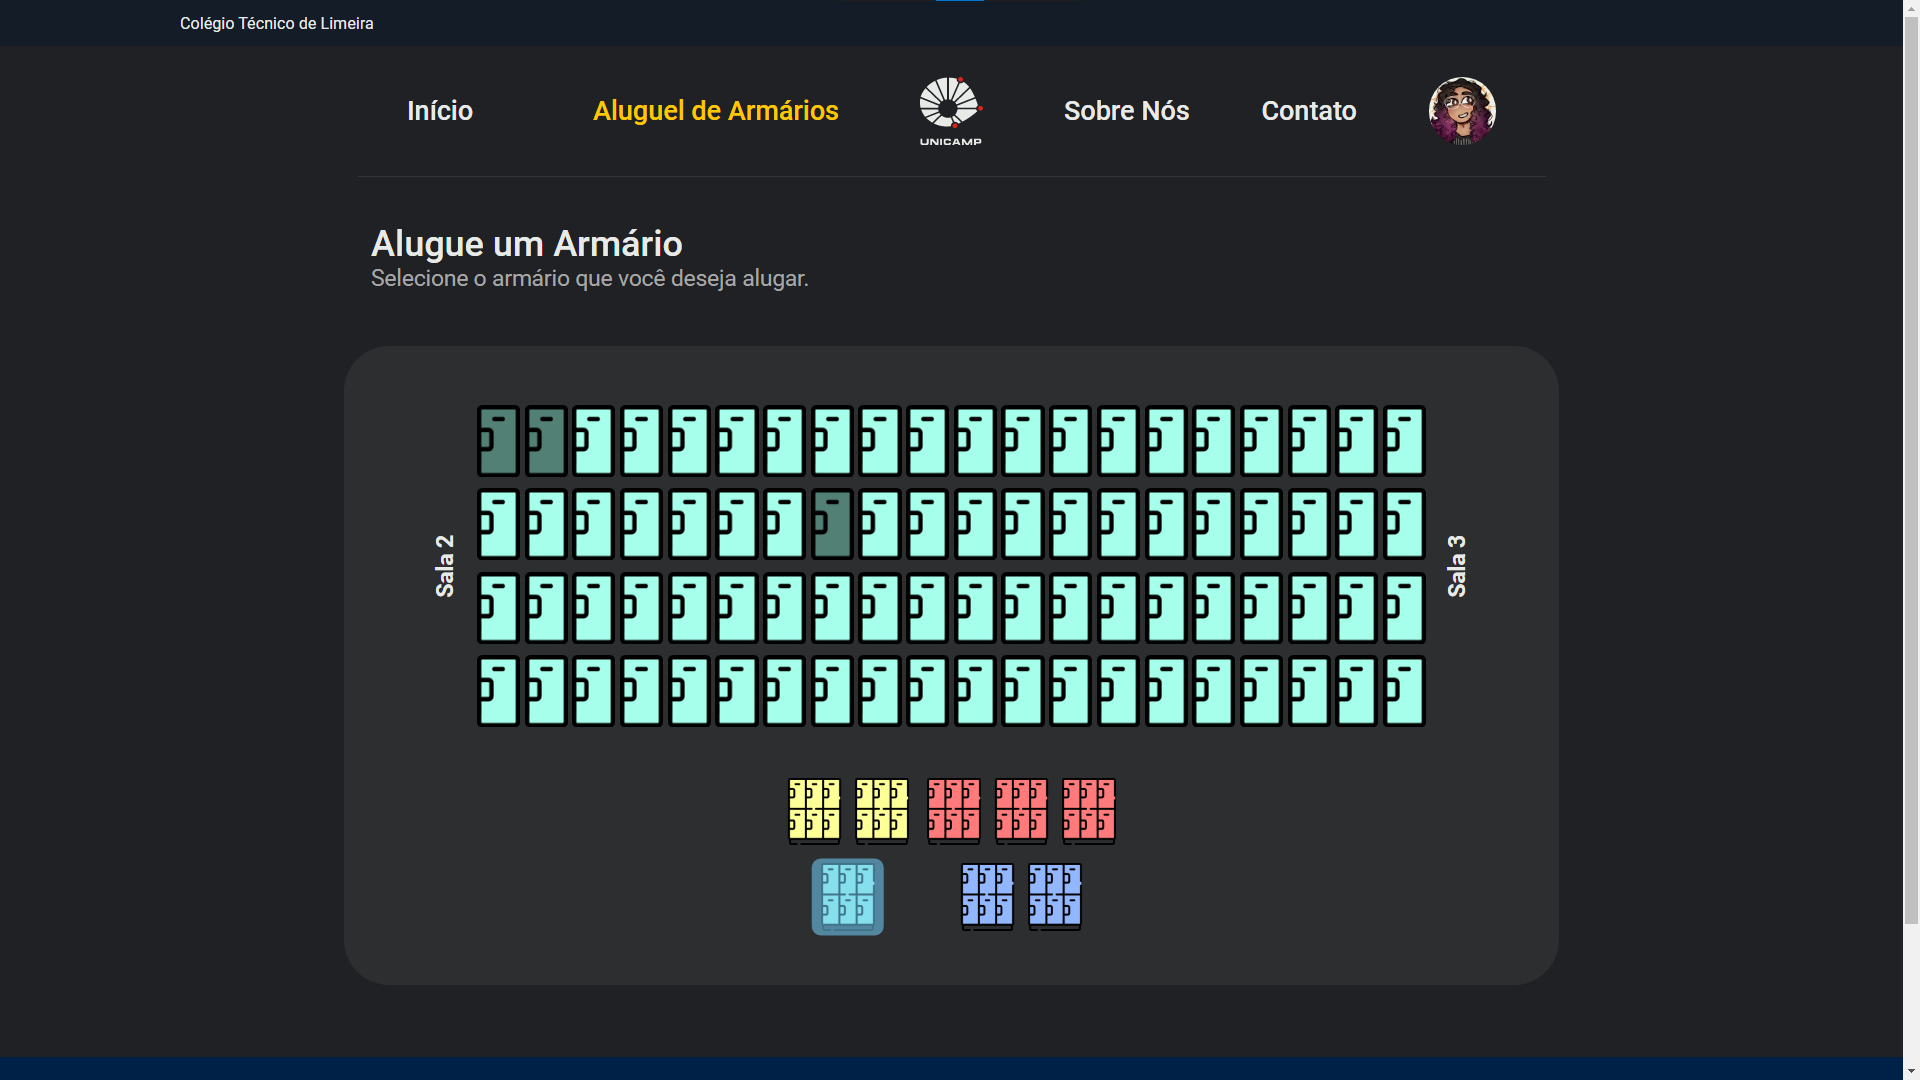 Colégio Técnico de Limeira
Início
Aluguel de Armários
UNICAMP
Sobre Nós
Contato
Alugue um Armário
Selecione o armário que você deseja alugar.
Sala 2
Sala 3